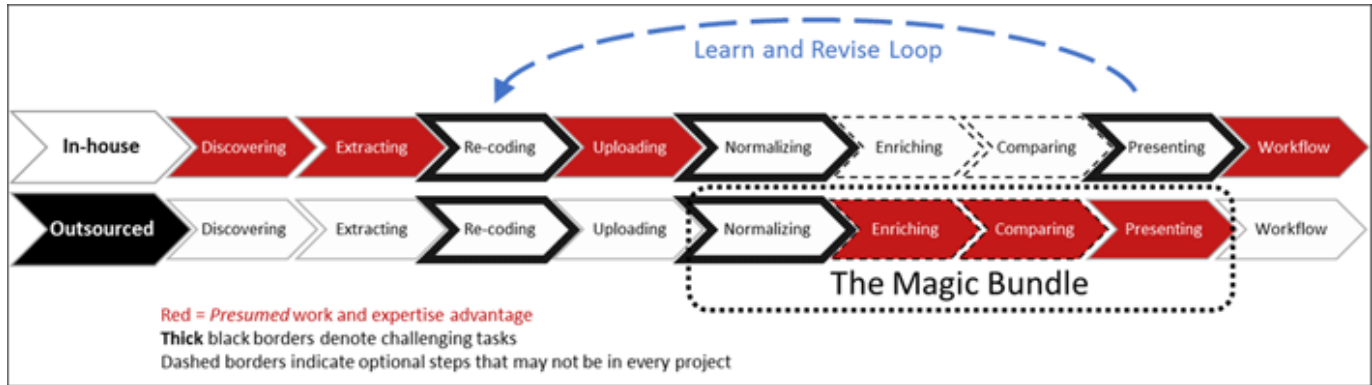 Learn and Revise Loop
In-house Discovering Extracting Re-coding Uploading Normalizing Enriching Comparing Presenting Workflow
Outsourced Discovering Extracting Re-coding Uploading Normalizing Enriching Comparing Presenting Workflow
The Magic Bundle
Red = Presumed work and expertise advantage
Thick black borders denote challenging tasks
Dashed borders indicate optional steps that may not be in every project